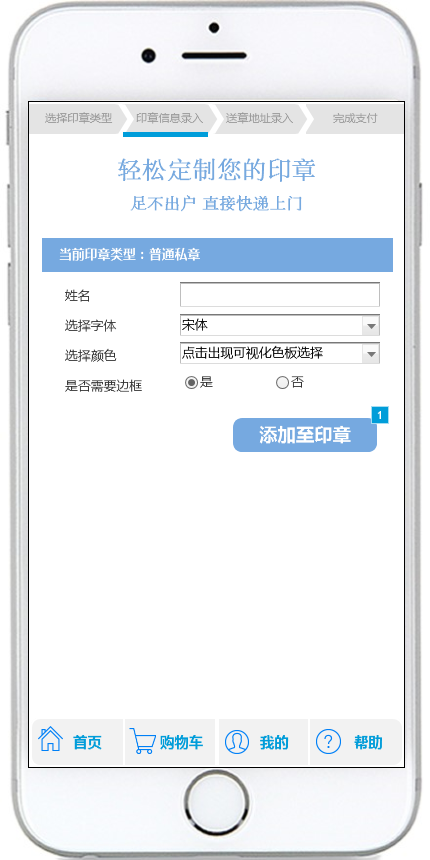 选择印章类型 印章信息录入 送章地址录入 完成支付
轻松定制您的印章
足不出户 直接快递上门
当前印章类型：普通私章
姓名
选择字体 宋体
选择颜色 点击出现可视化色板选择
是否需要边框 是 否
1
添加至印章
首页 购物车 我的 ? 帮助